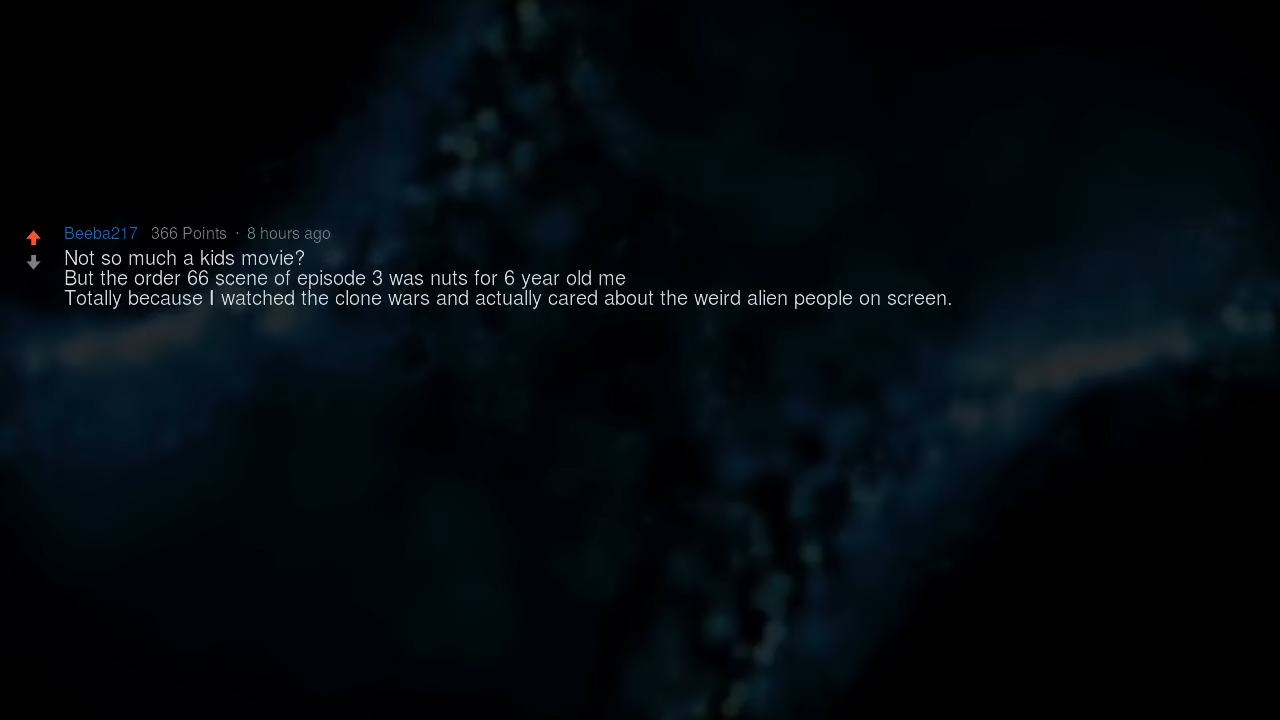 Beeba217 366 Points · 8 hours ago
Not so much a kids movie?
But the order 66 scene of episode 3 was nuts for 6 year old me
Totally because I watched the clone wars and actually cared about the weird alien people on screen.